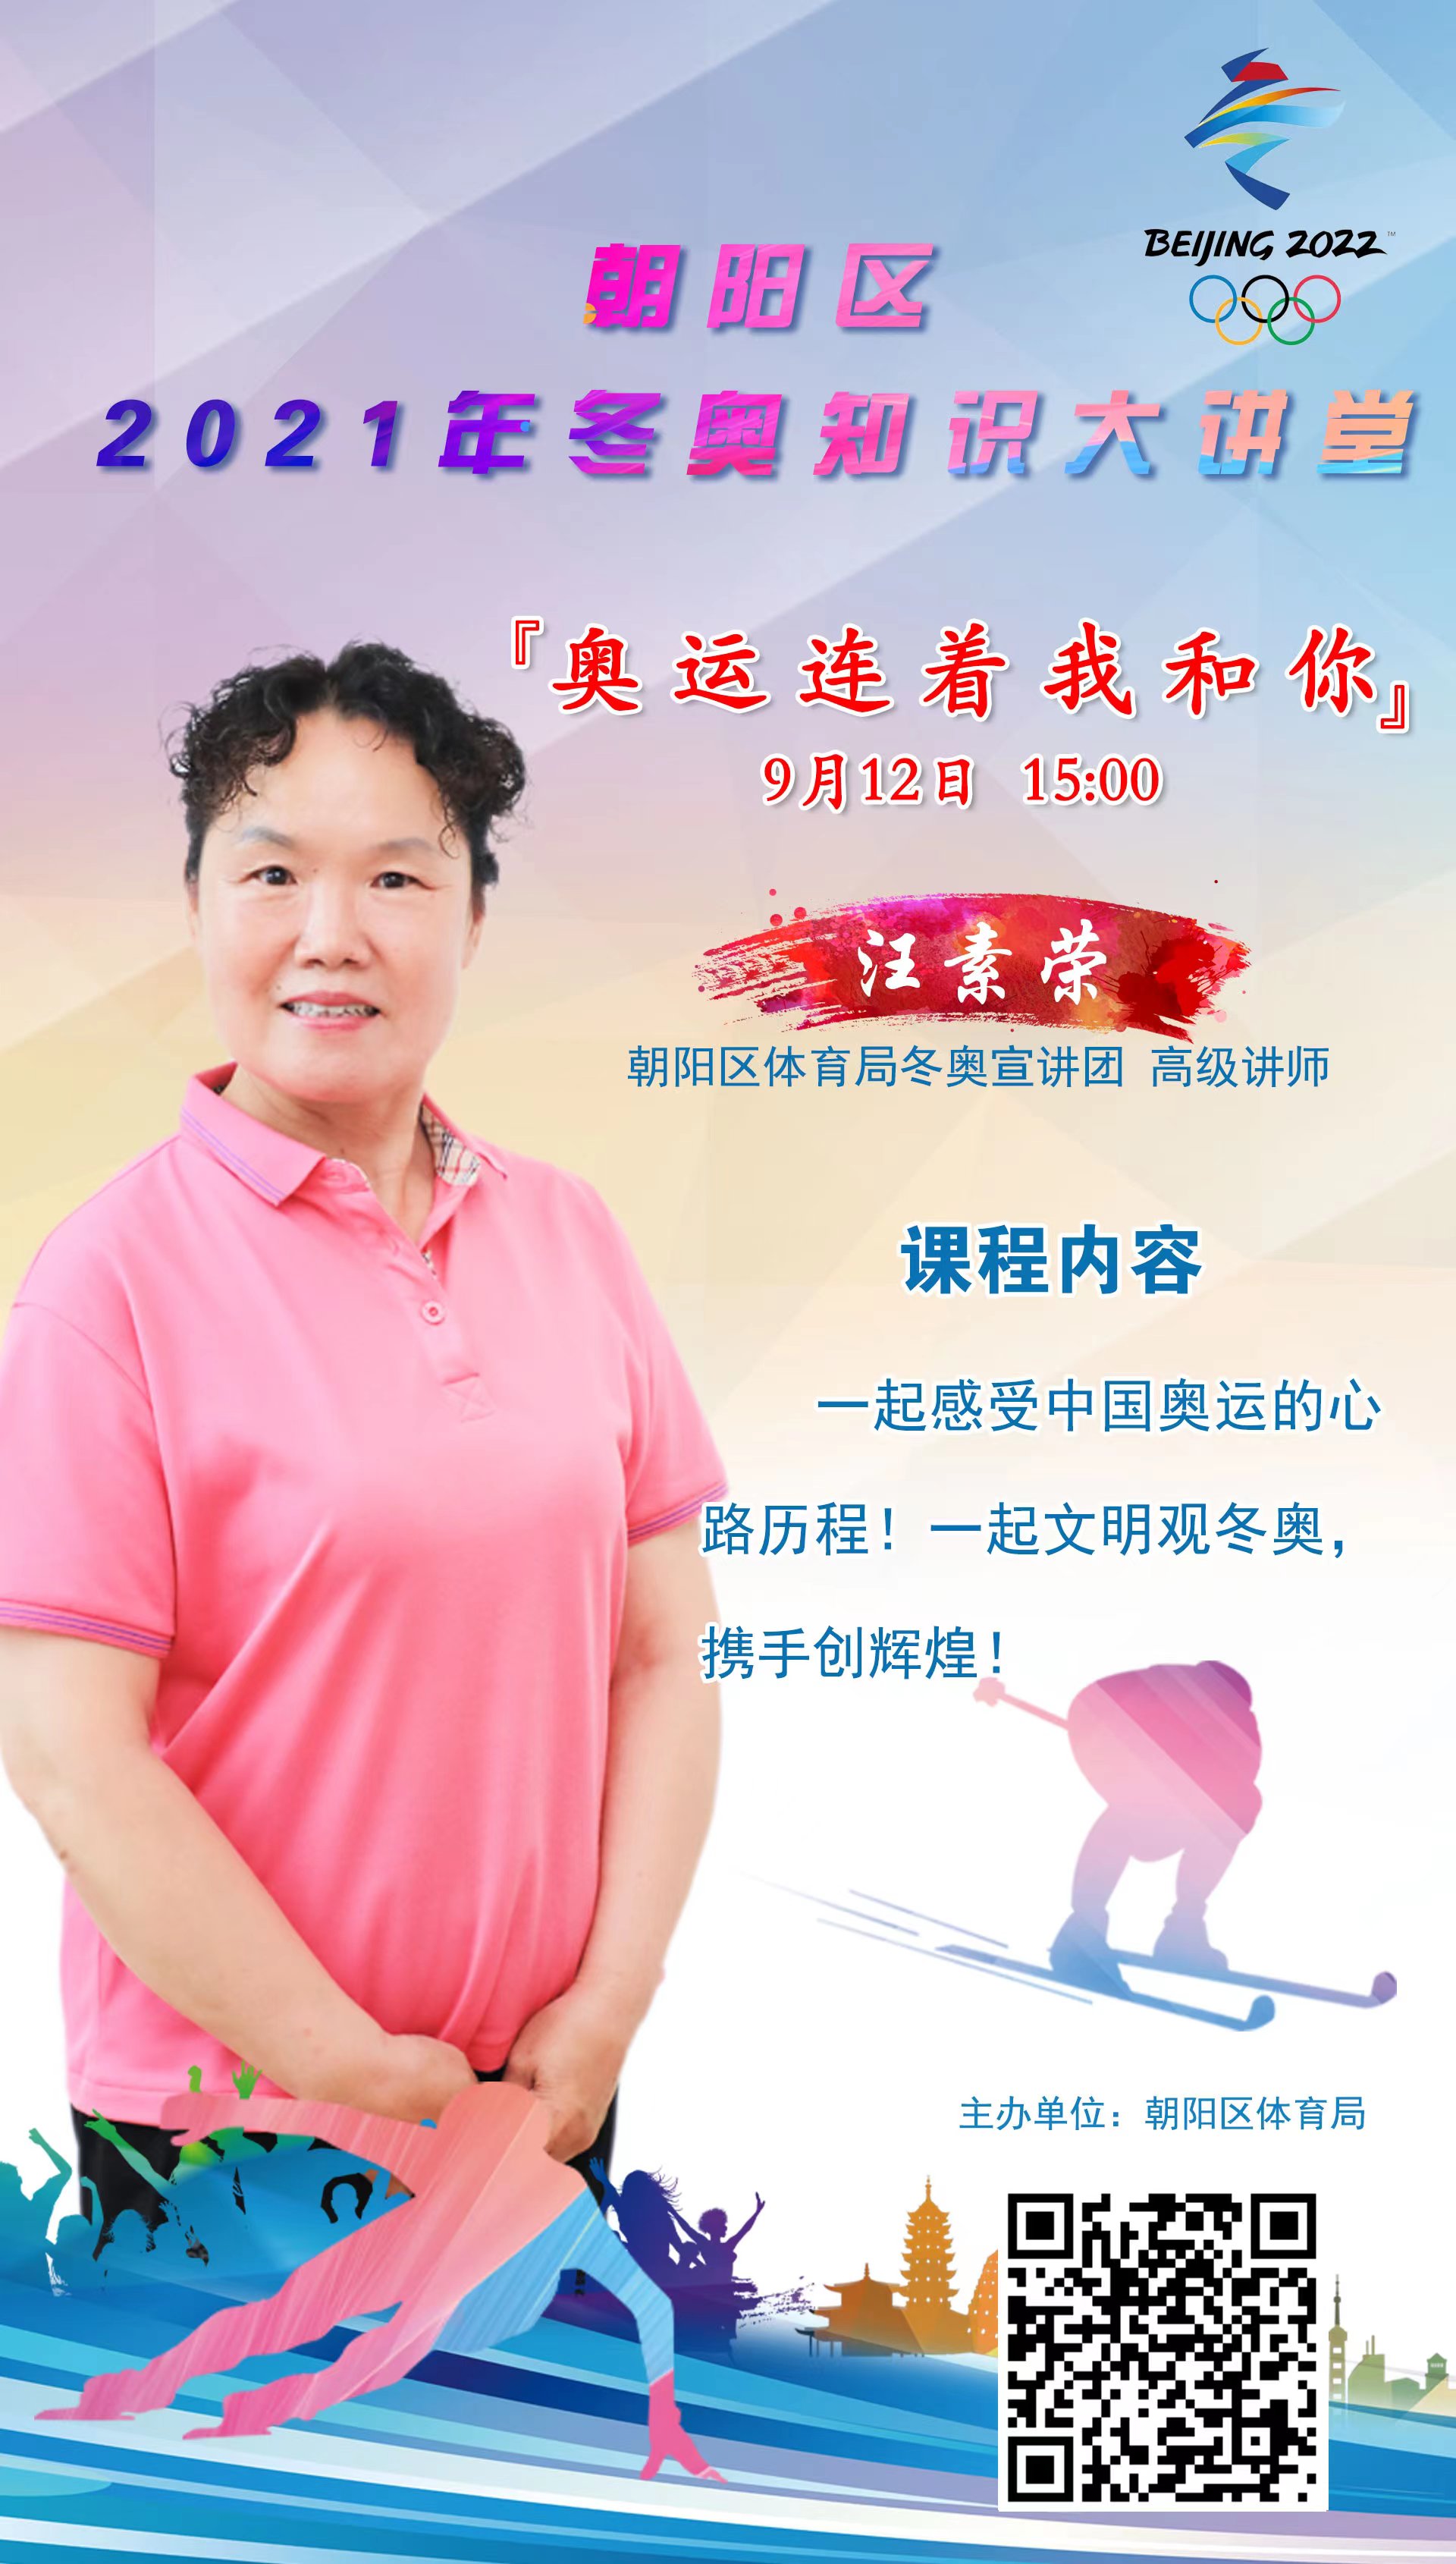 BEIJING 2022™
朝阳区
2021年冬奥知识大讲堂
『奥运连着我和你』
9月12日 15:00
汪素荣
朝阳区体育局冬奥宣讲团 高级讲师
课程内容
一起感受中国奥运的心
路历程！一起文明观冬奥，
携手创辉煌！
主办单位：朝阳区体育局